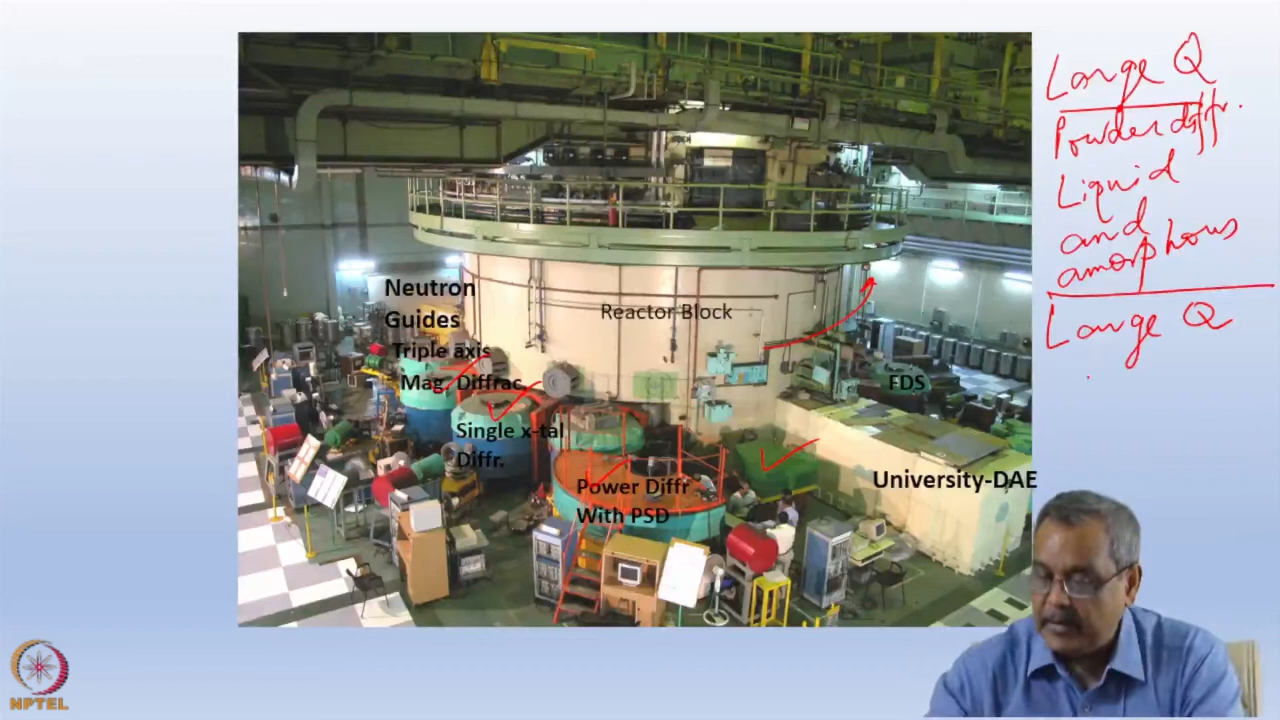 Large Q
Powder diffr.
Liquid
and
amorphous
Large Q
Neutron
Guides
Triple axis
Mag. Diffrac
Single x-tal
Diffr.
Reactor Block
FDS
Power Diffr
With PSD
University-DAE
NPTEL